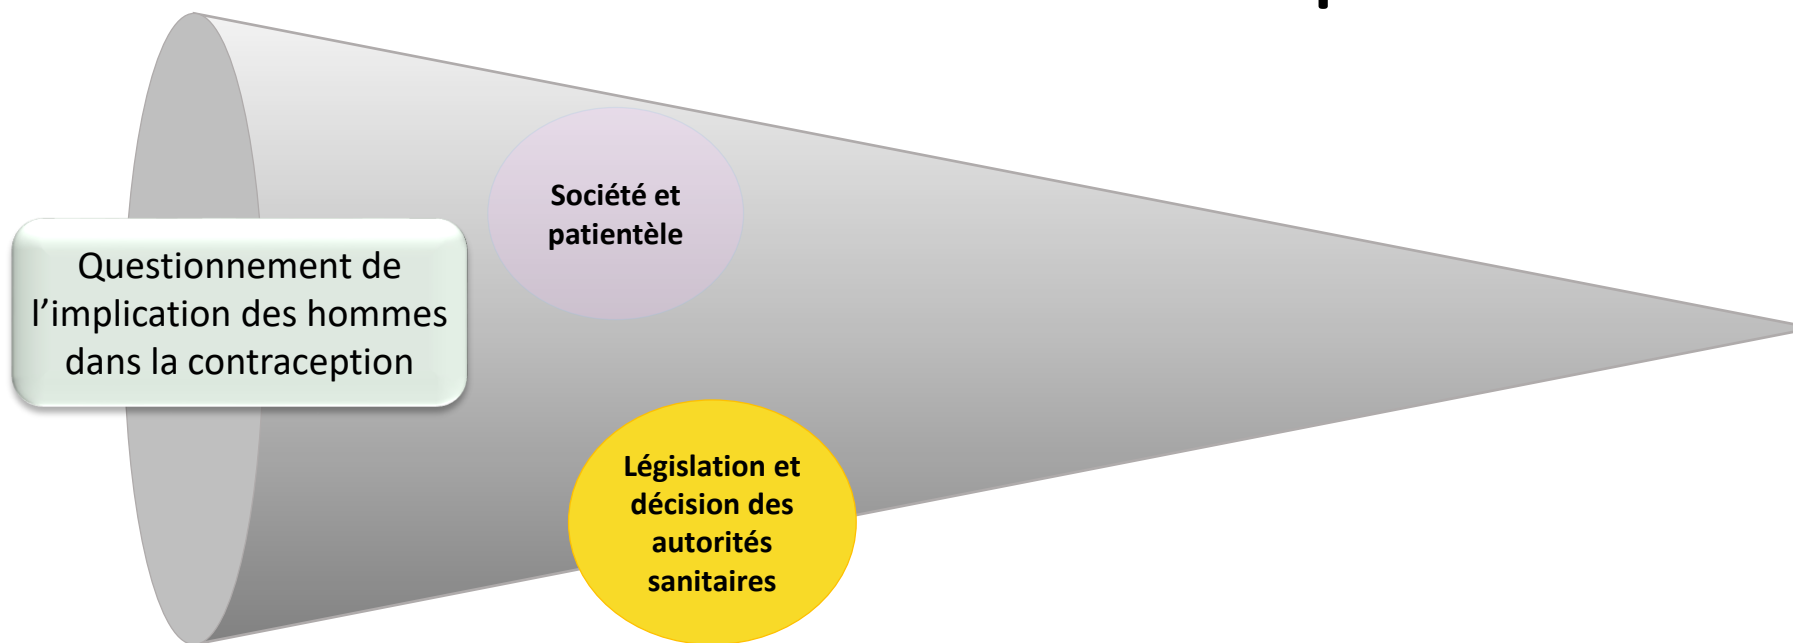 Société et
patientèle
Questionnement de
l’implication des hommes
dans la contraception
Législation et
décision des
autorités
sanitaires